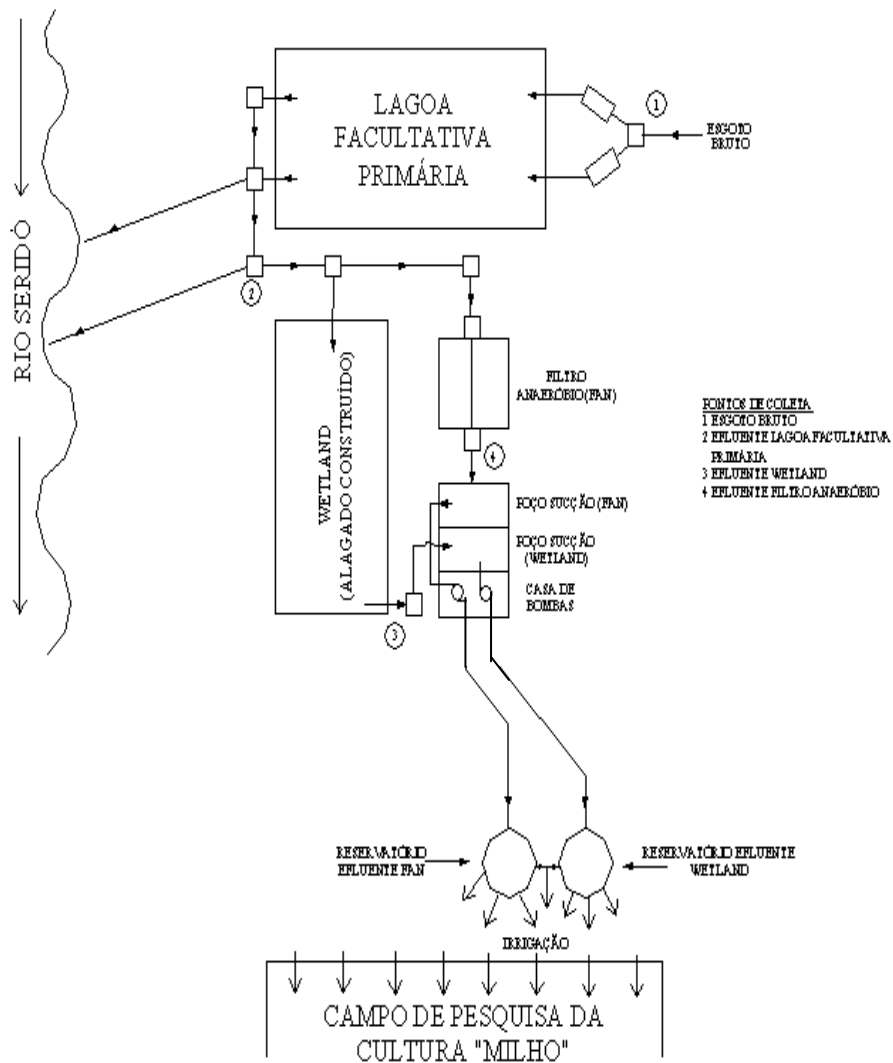 1
ESGOTO
BRUTO
LAGOA
FACULTATIVA
PRIMÁRIA
RIO SERIDÓ
2
WETLAND
(ALAGADO CONSTRUÍDO)
FILTRO
ANAERÓBIO (FAN)
4
PONTOS DE COLETA
1 ESGOTO BRUTO
2 EFLUENTE LAGOA FACULTATIVA
PRIMÁRIA
3 EFLUENTE WETLAND
4 EFLUENTE FILTRO ANAERÓBIO
POÇO SUCÇÃO (FAN)
POÇO SUCÇÃO
(WETLAND)
CASA DE
BOMBAS
3
RESERVATÓRIO
EFLUENTE FAN
RESERVATÓRIO EFLUENTE
WETLAND
IRRIGAÇÃO
CAMPO DE PESQUISA DA
CULTURA "MILHO"